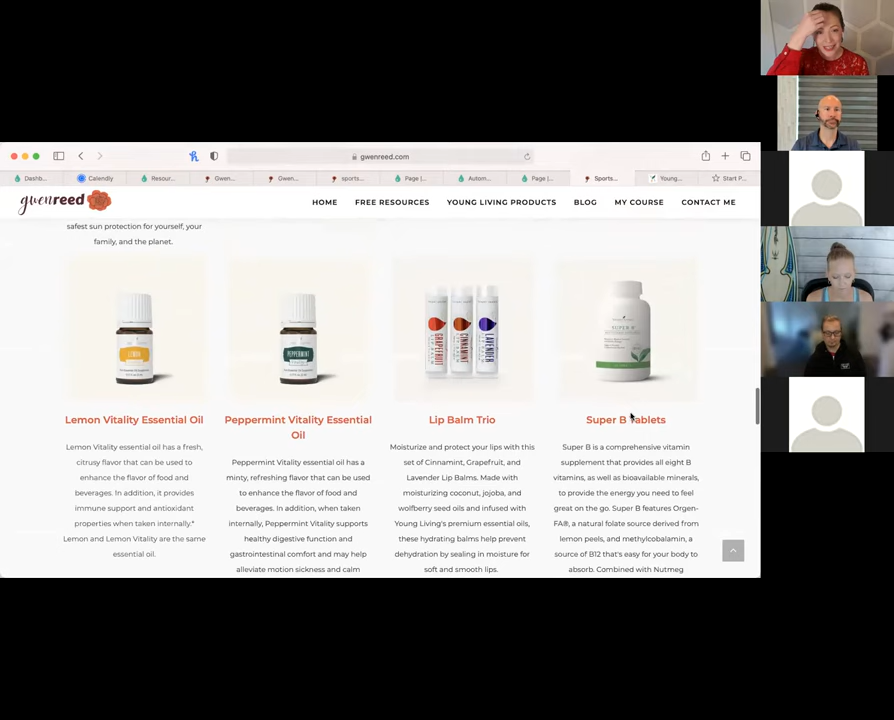 gwenreed.com
Dashb...
Calendly
Resour...
Gwen...
Gwen...
sports...
Page |...
Autom...
Page |...
Sports...
Young...
Start P...
gwenreed
HOME
FREE RESOURCES
YOUNG LIVING PRODUCTS
BLOG
MY COURSE
CONTACT ME
safest sun protection for yourself, your
family, and the planet.
LEMON
PEPPERMINT
GRAPEFRUIT
CINNAMINT
LAVENDER
SUPER B
Lemon Vitality Essential Oil
Lemon Vitality essential oil has a fresh,
citrusy flavor that can be used to
enhance the flavor of food and
beverages. In addition, it provides
immune support and antioxidant
properties when taken internally.*
Lemon and Lemon Vitality are the same
essential oil.
Peppermint Vitality Essential
Oil
Peppermint Vitality essential oil has a
minty, refreshing flavor that can be used
to enhance the flavor of food and
beverages. In addition, when taken
internally, Peppermint Vitality supports
healthy digestive function and
gastrointestinal comfort and may help
alleviate motion sickness and calm
Lip Balm Trio
Moisturize and protect your lips with this
set of Cinnamint, Grapefruit, and
Lavender Lip Balms. Made with
moisturizing coconut, jojoba, and
wolfberry seed oils and infused with
Young Living's premium essential oils,
these hydrating balms help prevent
dehydration by sealing in moisture for
soft and smooth lips.
Super B Tablets
Super B is a comprehensive vitamin
supplement that provides all eight B
vitamins, as well as bioavailable minerals,
to provide the energy you need to feel
great on the go. Super B features Orgen-
FA®, a natural folate source derived from
lemon peels, and methylcobalamin, a
source of B12 that's easy for your body to
absorb. Combined with Nutmeg